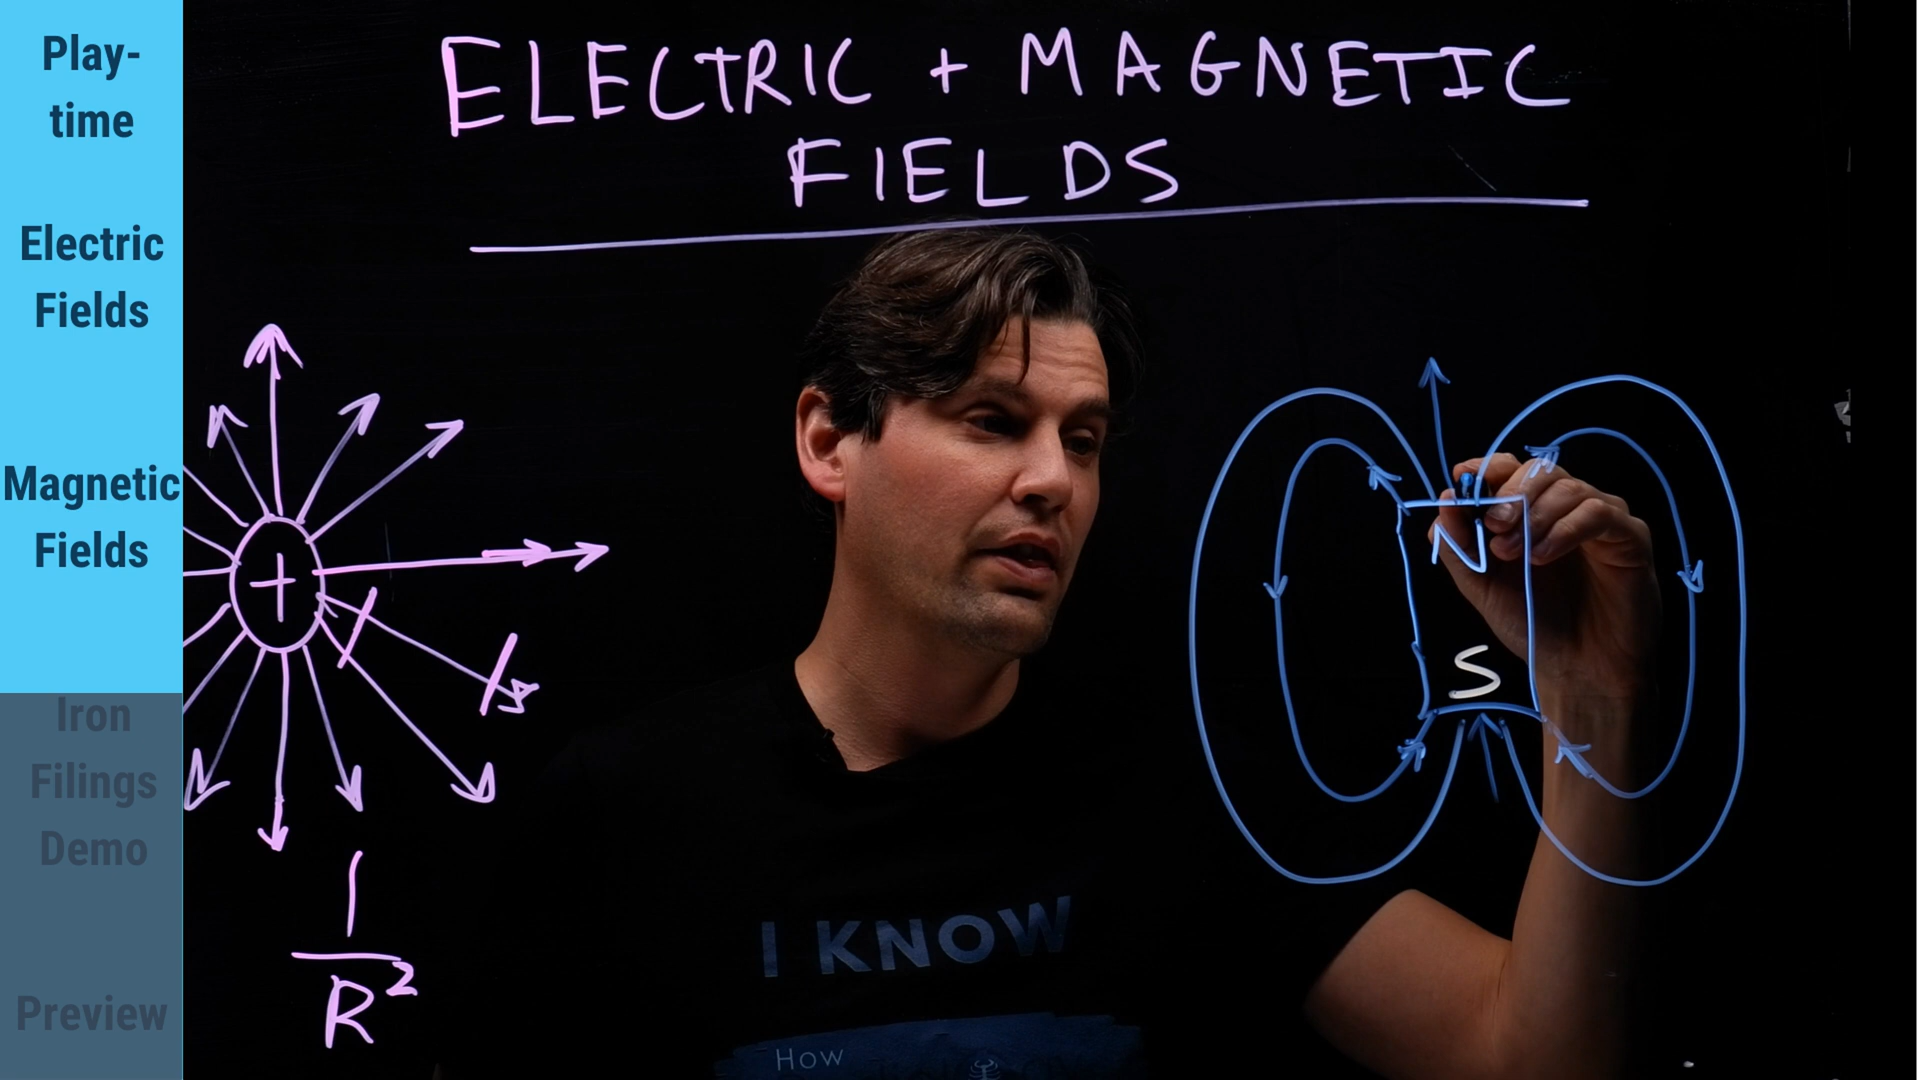 Play-
time
Electric
Fields
Magnetic
Fields
Iron
Filings
Demo
Preview
ELECTRIC + MAGNETIC
FIELDS
+
N
S
1
R²
I KNOW
How